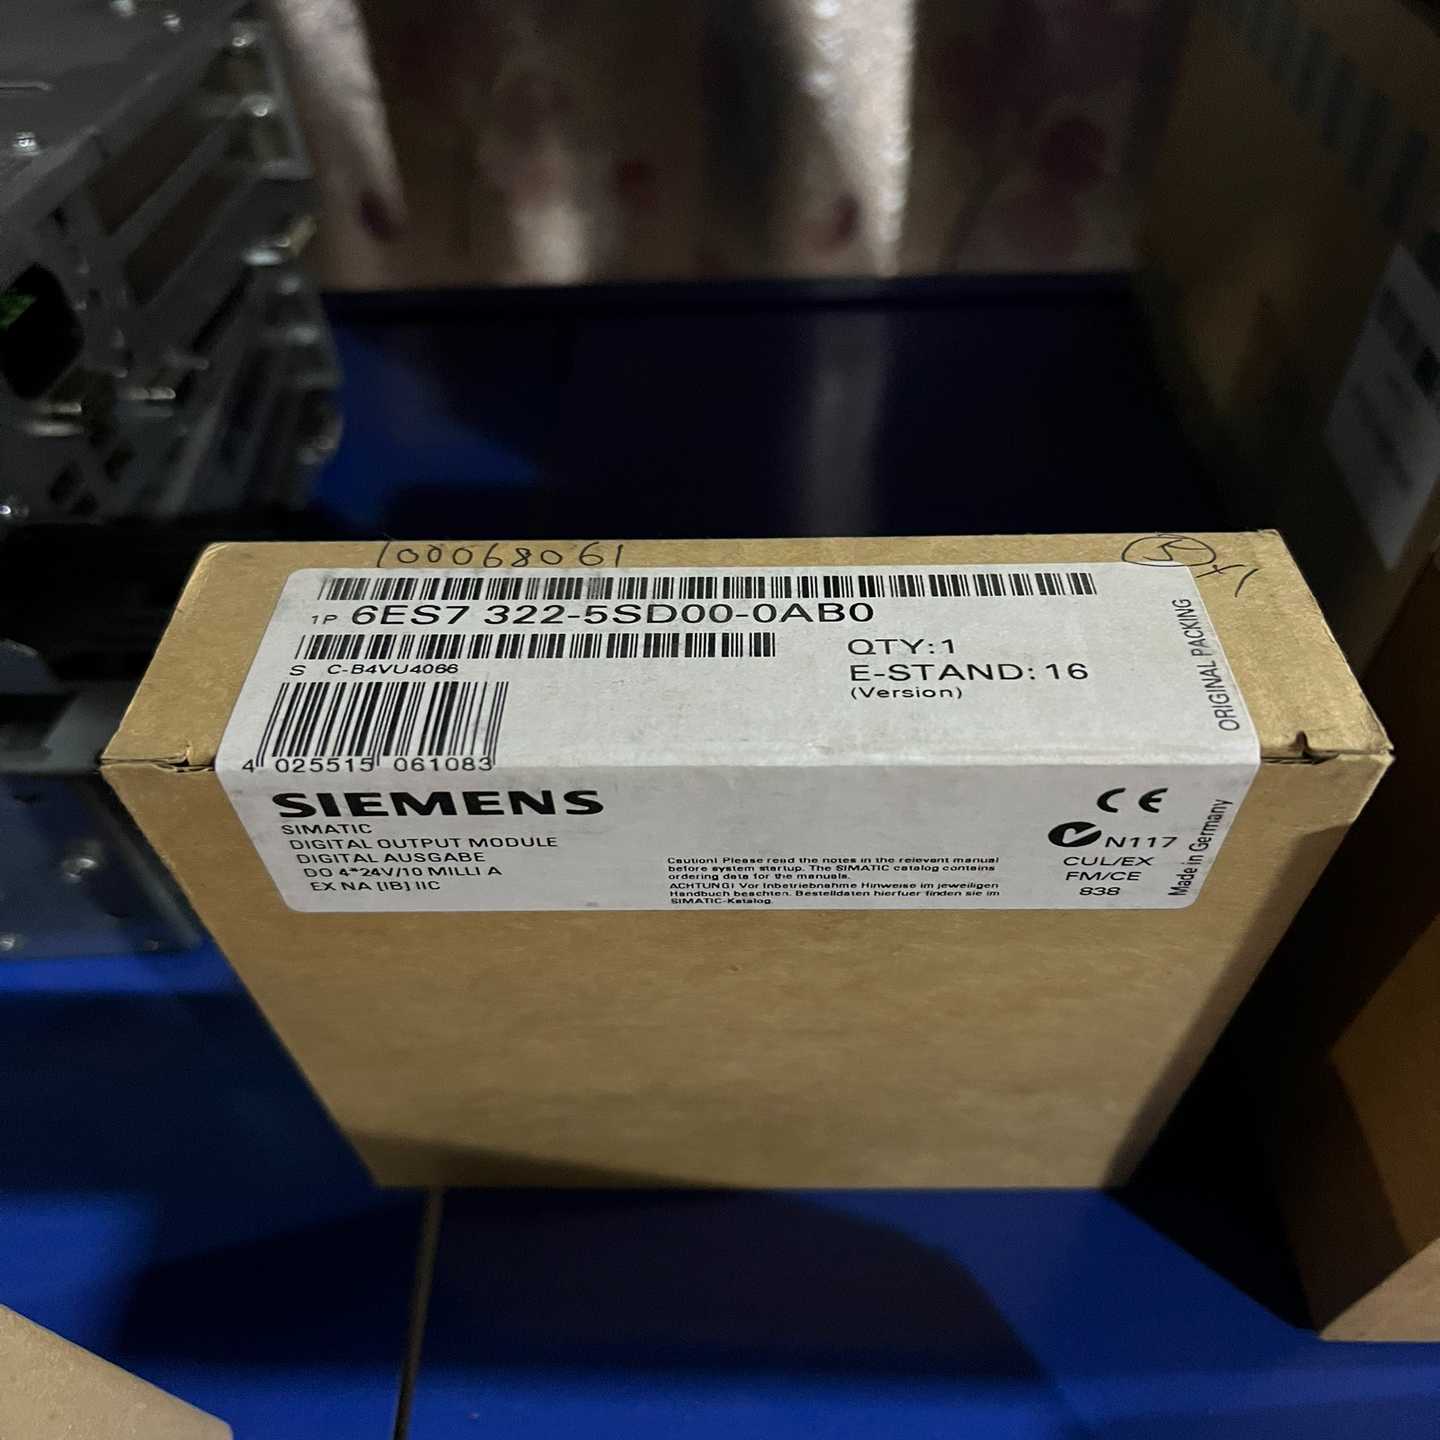 100068061
5
+1
1P 6ES7 322-5SD00-0AB0
S C-B4VU4066
QTY:1
E-STAND:16
(Version)
ORIGINAL PACKING
4 025515 061083
SIEMENS
SIMATIC
DIGITAL OUTPUT MODULE
DIGITAL AUSGABE
DO 4*24V/10 MILLI A
EX NA [IB] IIC
Caution! Please read the notes in the relevant manual
before system startup. The SIMATIC catalog contains
ordering data for the manuals.
ACHTUNG! Vor Inbetriebnahme Hinweise im jeweiligen
Handbuch beachten. Bestelldaten hierfuer finden sie im
SIMATIC-Katalog.
CE
N117
CUL/EX
FM/CE
838
Made in Germany